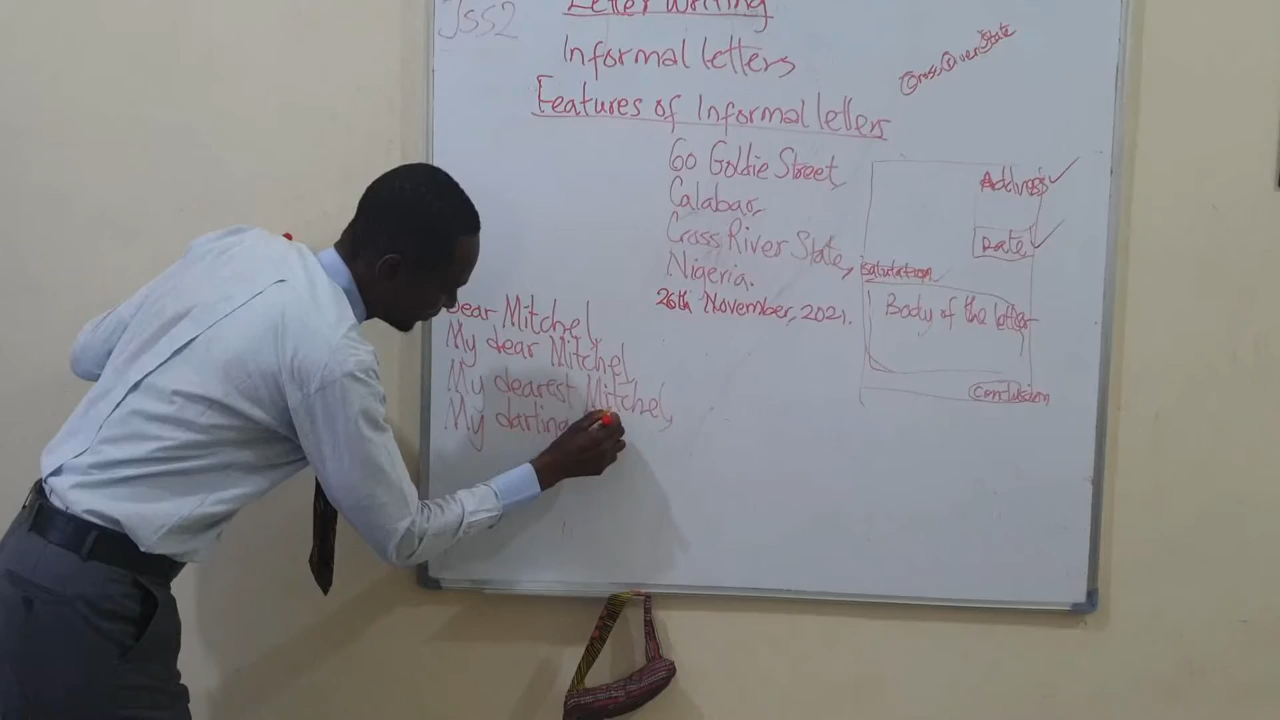 JSS2
Letter Writing
Informal letters
Cross River State
Features of Informal letters
60 Goldie Street,
Calabar,
Cross River State,
Nigeria.
26th November, 2021.
Dear Mitchel,
My dear Mitchel,
My dearest Mitchel,
My darling
Address
Date
Salutation
Body of the letter
Conclusion